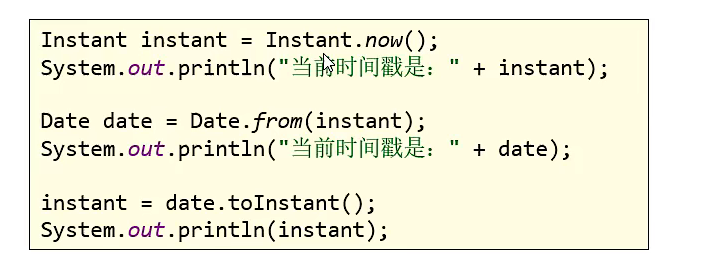 Instant instant = Instant.now();
System.out.println("当前时间戳是：" + instant);
Date date = Date.from(instant);
System.out.println("当前时间戳是：" + date);
instant = date.toInstant();
System.out.println(instant);